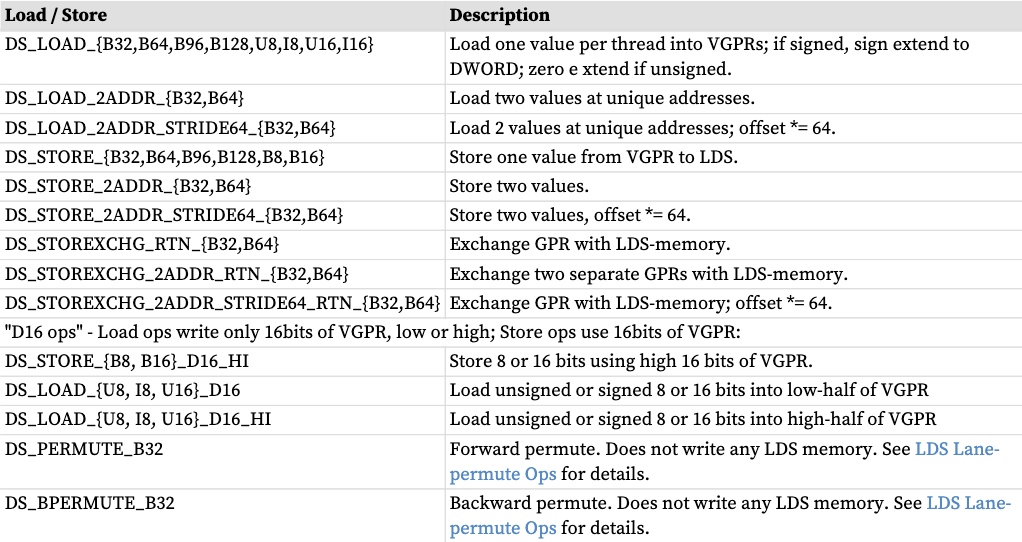 Load / Store Description
DS_LOAD_{B32,B64,B96,B128,U8,I8,U16,I16} Load one value per thread into VGPRs; if signed, sign extend to
DWORD; zero e xtend if unsigned.
DS_LOAD_2ADDR_{B32,B64} Load two values at unique addresses.
DS_LOAD_2ADDR_STRIDE64_{B32,B64} Load 2 values at unique addresses; offset *= 64.
DS_STORE_{B32,B64,B96,B128,B8,B16} Store one value from VGPR to LDS.
DS_STORE_2ADDR_{B32,B64} Store two values.
DS_STORE_2ADDR_STRIDE64_{B32,B64} Store two values, offset *= 64.
DS_STOREXCHG_RTN_{B32,B64} Exchange GPR with LDS-memory.
DS_STOREXCHG_2ADDR_RTN_{B32,B64} Exchange two separate GPRs with LDS-memory.
DS_STOREXCHG_2ADDR_STRIDE64_RTN_{B32,B64} Exchange GPR with LDS-memory; offset *= 64.
"D16 ops" - Load ops write only 16bits of VGPR, low or high; Store ops use 16bits of VGPR:
DS_STORE_{B8, B16}_D16_HI Store 8 or 16 bits using high 16 bits of VGPR.
DS_LOAD_{U8, I8, U16}_D16 Load unsigned or signed 8 or 16 bits into low-half of VGPR
DS_LOAD_{U8, I8, U16}_D16_HI Load unsigned or signed 8 or 16 bits into high-half of VGPR
DS_PERMUTE_B32 Forward permute. Does not write any LDS memory. See LDS Lane-
permute Ops for details.
DS_BPERMUTE_B32 Backward permute. Does not write any LDS memory. See LDS Lane-
permute Ops for details.